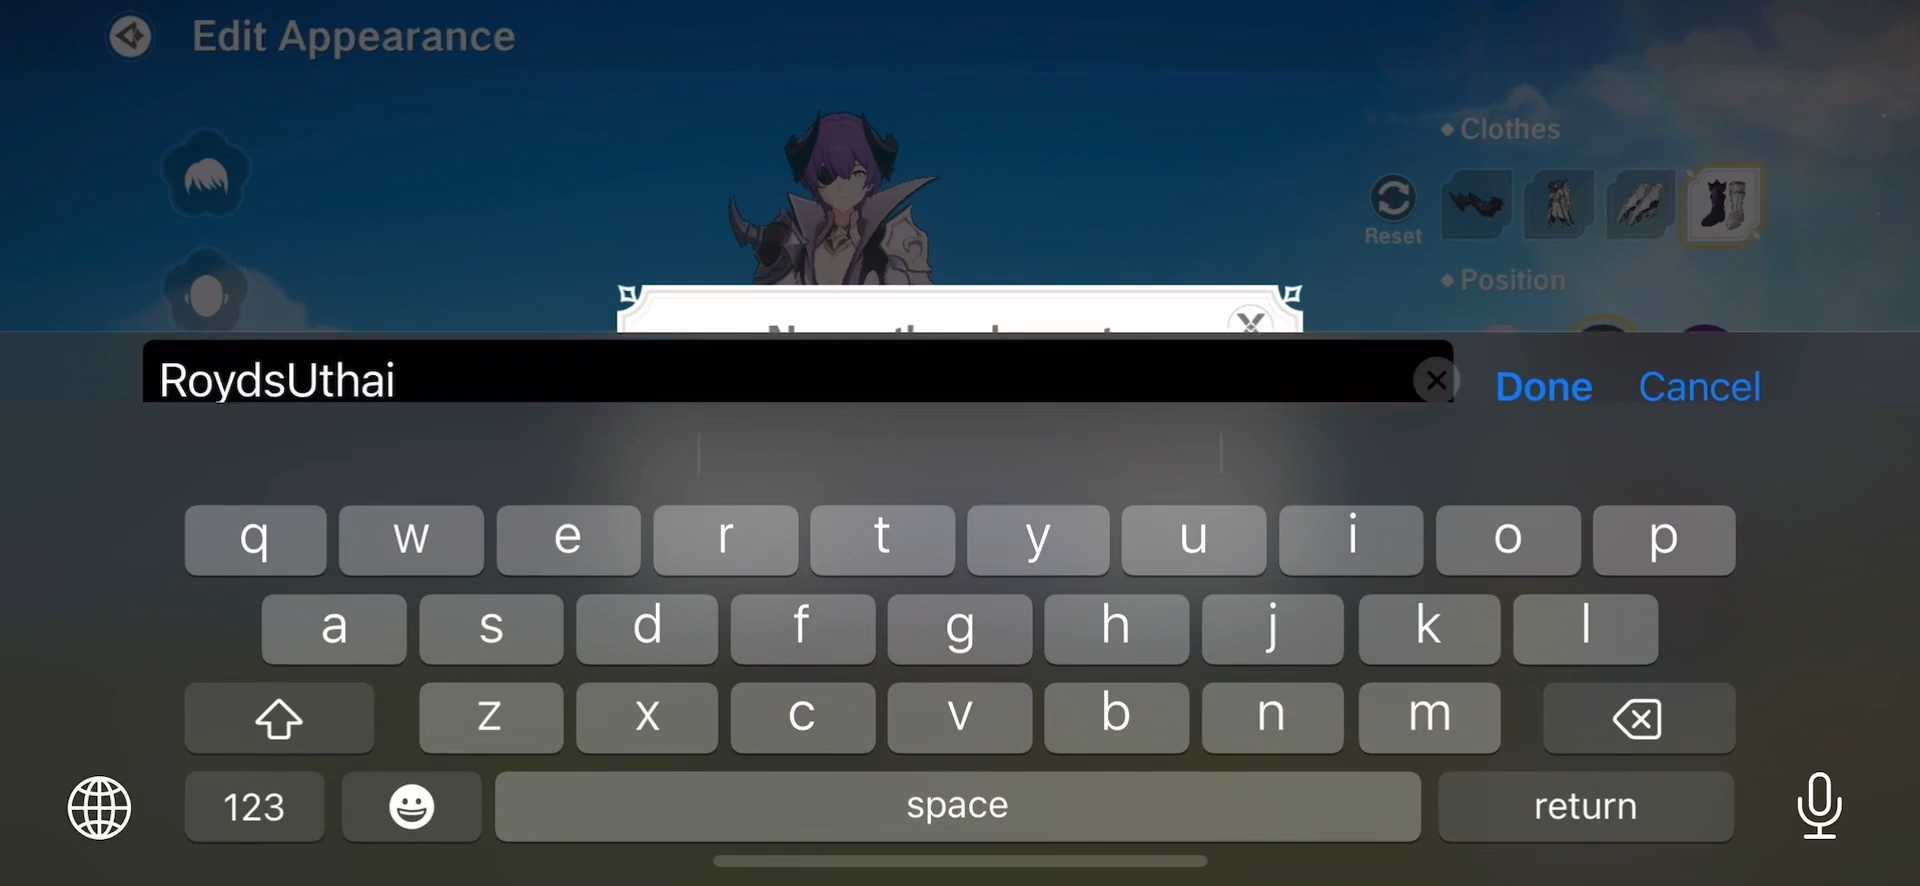 Edit Appearance
Clothes
Reset
Position
RoydsUthai
Done Cancel
q w e r t y u i o p
a s d f g h j k l
z x c v b n m
123 space return